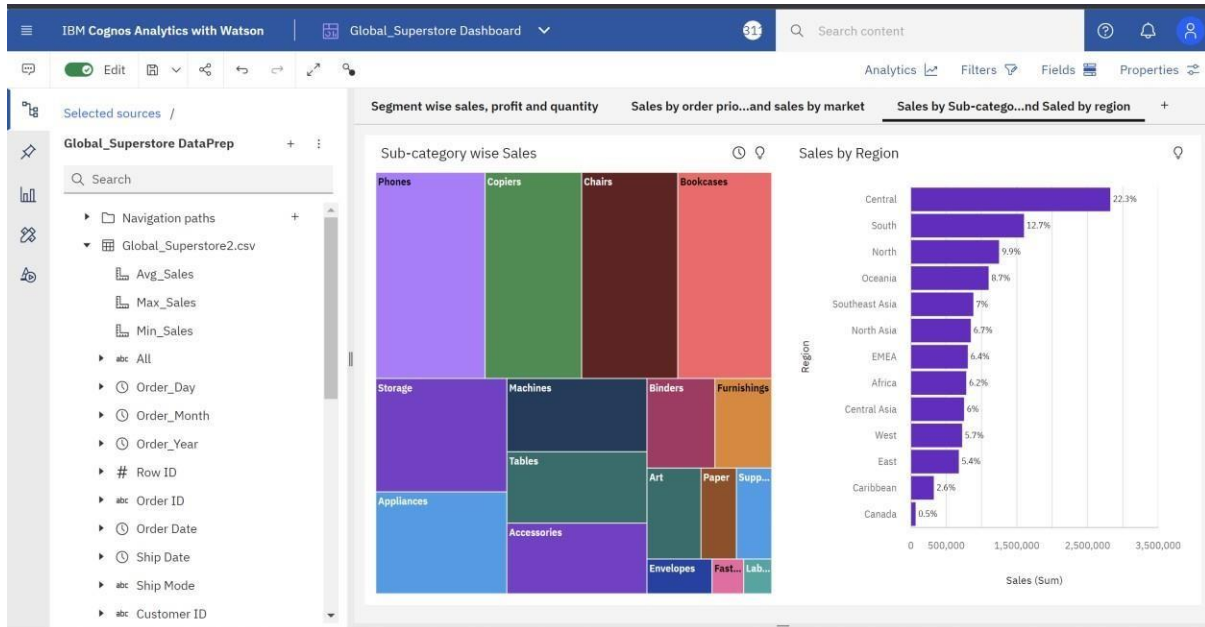 IBM Cognos Analytics with Watson
Global_Superstore Dashboard
Search content
Edit
Analytics
Filters
Fields
Properties
Selected sources /
Global_Superstore DataPrep
Search
Navigation paths
Global_Superstore2.csv
Avg_Sales
Max_Sales
Min_Sales
abc All
Order_Day
Order_Month
Order_Year
# Row ID
abc Order ID
Order Date
Ship Date
abc Ship Mode
abc Customer ID
Segment wise sales, profit and quantity
Sales by order prio...and sales by market
Sales by Sub-catego...nd Saled by region
Sub-category wise Sales
Phones
Copiers
Chairs
Bookcases
Storage
Machines
Binders
Furnishings
Tables
Appliances
Art
Paper
Supp...
Accessories
Envelopes
Fast...
Lab...
Sales by Region
Region
Central 22.3%
South 12.7%
North 9.9%
Oceania 8.7%
Southeast Asia 7%
North Asia 6.7%
EMEA 6.4%
Africa 6.2%
Central Asia 6%
West 5.7%
East 5.4%
Caribbean 2.6%
Canada 0.5%
0 500,000 1,500,000 2,500,000 3,500,000
Sales (Sum)